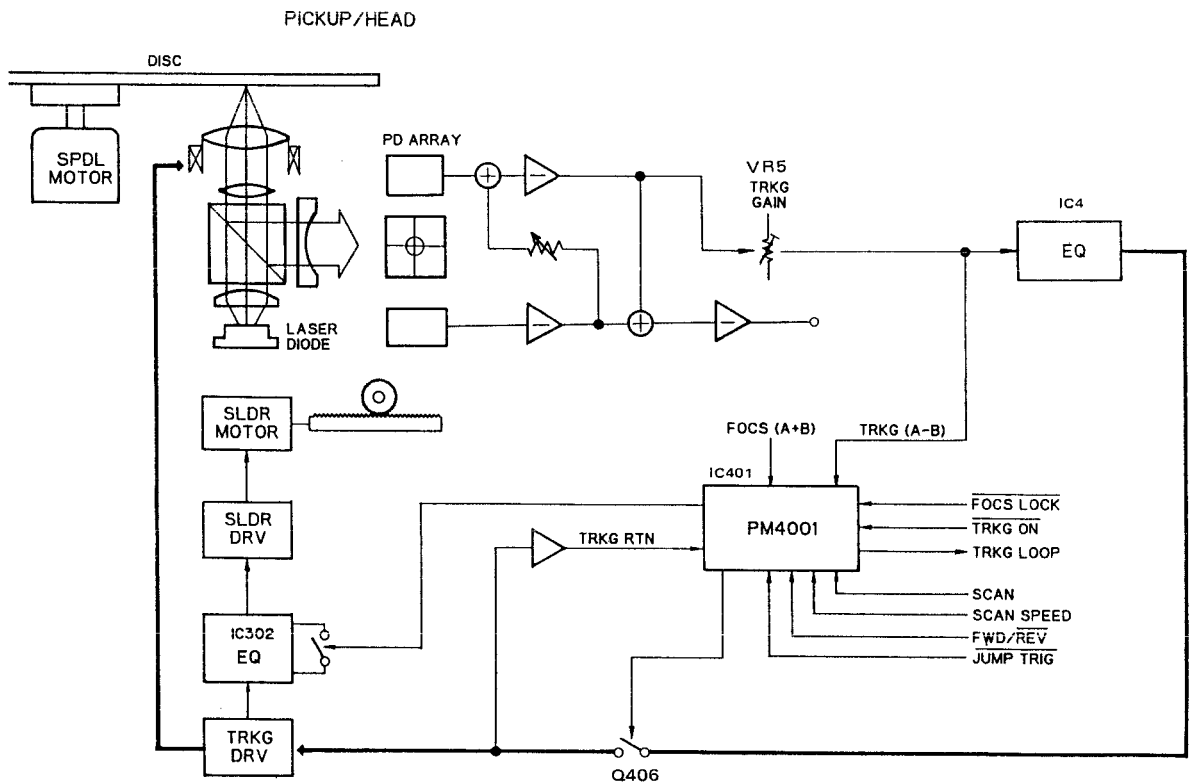 PICKUP/HEAD
DISC
SPDL
MOTOR
PD ARRAY
VR5
TRKG
GAIN
IC4
EQ
LASER
DIODE
SLDR
MOTOR
FOCS (A+B)
TRKG (A−B)
IC401
PM4001
FOCS LOCK
TRKG ON
TRKG LOOP
SLDR
DRV
TRKG RTN
SCAN
SCAN SPEED
FWD/REV
JUMP TRIG
IC302
EQ
TRKG
DRV
Q406